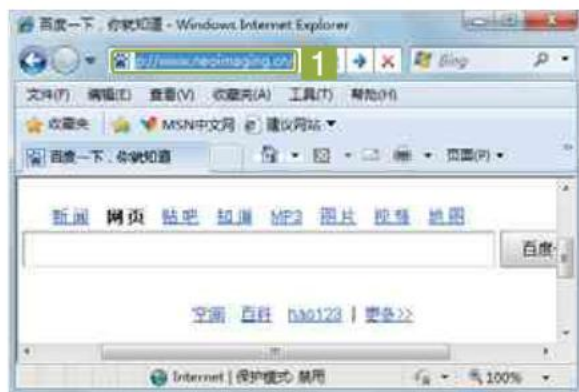 百度一下，你就知道 - Windows Internet Explorer
p://www.neoimaging.cn/ 1 Bing
文件(F) 编辑(E) 查看(V) 收藏夹(A) 工具(T) 帮助(H)
收藏夹 MSN中文网 建议网站
百度一下，你就知道 页面(P)
新闻 网页 贴吧 知道 MP3 图片 视频 地图
百度
空间 百科 hao123 | 更多>>
Internet | 保护模式: 禁用 100%